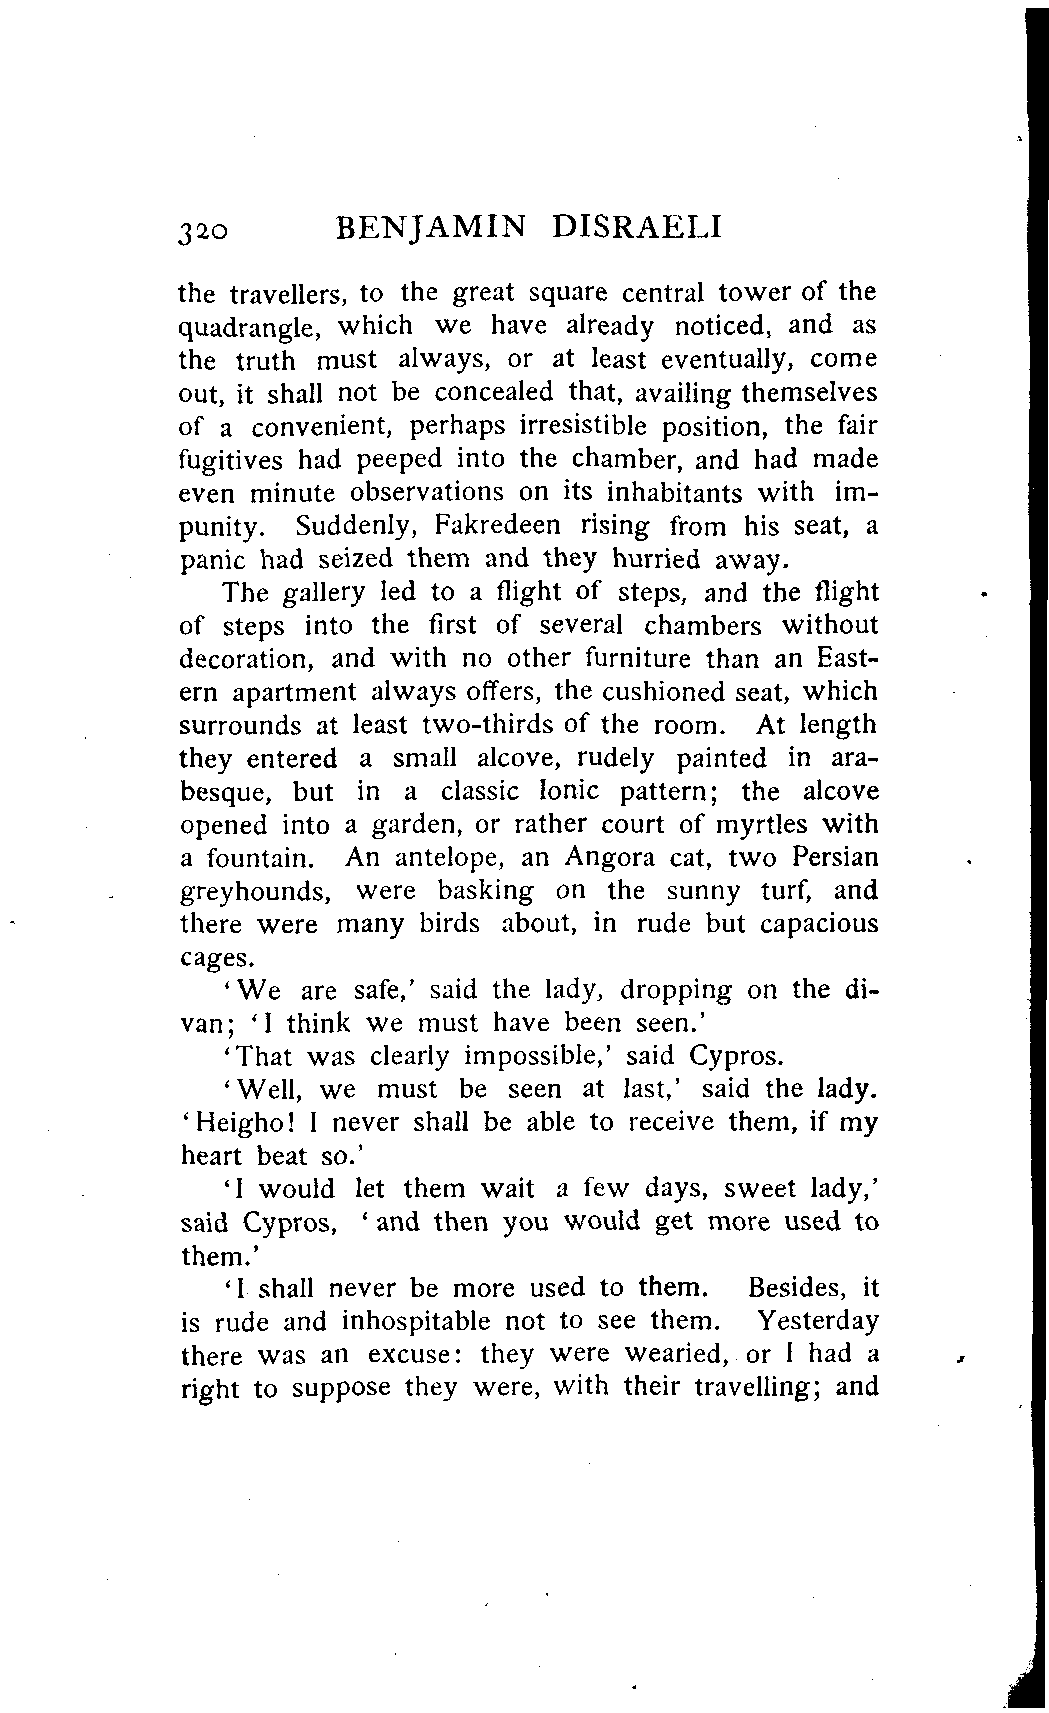 320 BENJAMIN DISRAELI
the travellers, to the great square central tower of the
quadrangle, which we have already noticed, and as
the truth must always, or at least eventually, come
out, it shall not be concealed that, availing themselves
of a convenient, perhaps irresistible position, the fair
fugitives had peeped into the chamber, and had made
even minute observations on its inhabitants with im-
punity. Suddenly, Fakredeen rising from his seat, a
panic had seized them and they hurried away.
The gallery led to a flight of steps, and the flight
of steps into the first of several chambers without
decoration, and with no other furniture than an East-
ern apartment always offers, the cushioned seat, which
surrounds at least two-thirds of the room. At length
they entered a small alcove, rudely painted in ara-
besque, but in a classic Ionic pattern; the alcove
opened into a garden, or rather court of myrtles with
a fountain. An antelope, an Angora cat, two Persian
greyhounds, were basking on the sunny turf, and
there were many birds about, in rude but capacious
cages.
‘We are safe,’ said the lady, dropping on the di-
van; ‘I think we must have been seen.’
‘That was clearly impossible,’ said Cypros.
‘Well, we must be seen at last,’ said the lady.
‘Heigho! I never shall be able to receive them, if my
heart beat so.’
‘I would let them wait a few days, sweet lady,’
said Cypros, ‘and then you would get more used to
them.’
‘I shall never be more used to them. Besides, it
is rude and inhospitable not to see them. Yesterday
there was an excuse: they were wearied, or I had a
right to suppose they were, with their travelling; and